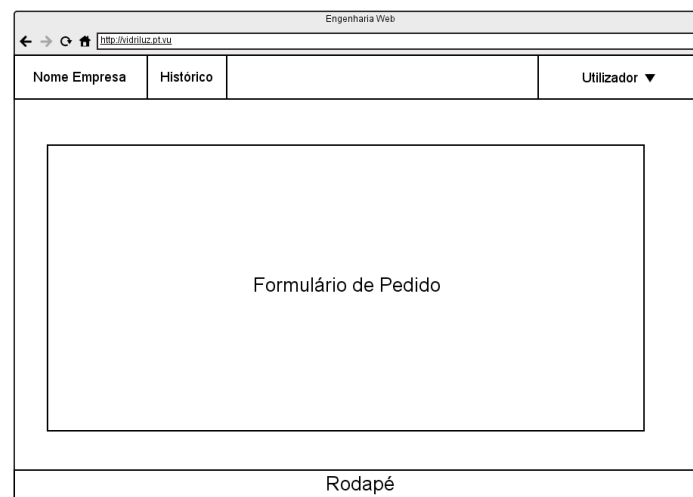 Engenharia Web
http://vidriluz.pt.vu
Nome Empresa
Histórico
Utilizador ▼
Formulário de Pedido
Rodapé